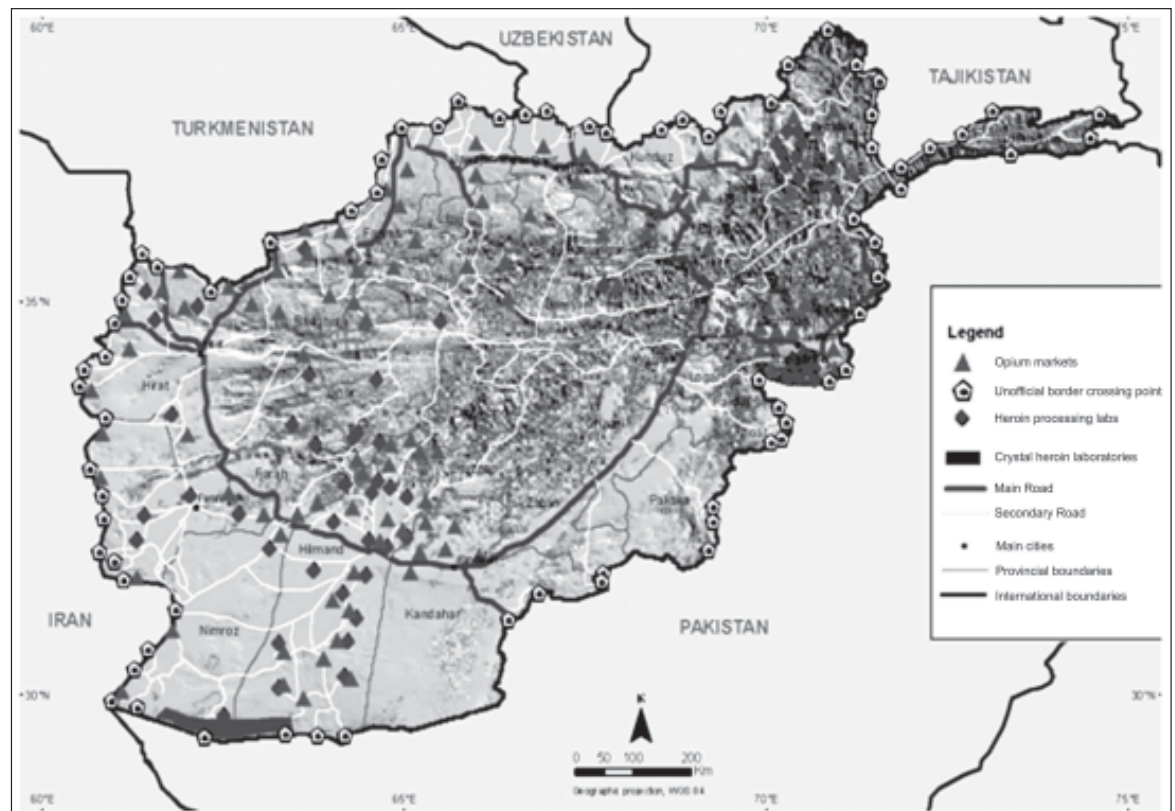 60°E
65°E
70°E
75°E
UZBEKISTAN
TAJIKISTAN
TURKMENISTAN
Kunduz
35°N
Legend
Opium markets
Unofficial border crossing point
Heroin processing labs
Crystal heroin laboratories
Main Road
Secondary Road
Main cities
Provincial boundaries
International boundaries
Hirat
Farah
Zabul
Paktika
Hilmand
Kandahar
Nimroz
IRAN
PAKISTAN
30°N
30°N
0 50 100 200
Km
Geographic projection, WGS 84
60°E
65°E
70°E
75°E